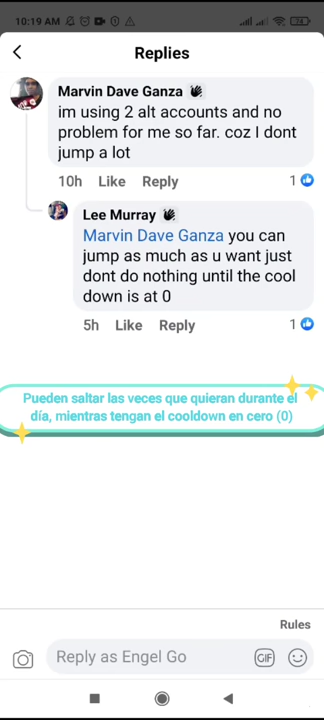 10:19 AM
74
Replies
Marvin Dave Ganza
im using 2 alt accounts and no
problem for me so far. coz I dont
jump a lot
10h Like Reply 1
Lee Murray
Marvin Dave Ganza you can
jump as much as u want just
dont do nothing until the cool
down is at 0
5h Like Reply 1
Pueden saltar las veces que quieran durante el
día, mientras tengan el cooldown en cero (0)
Rules
Reply as Engel Go
GIF